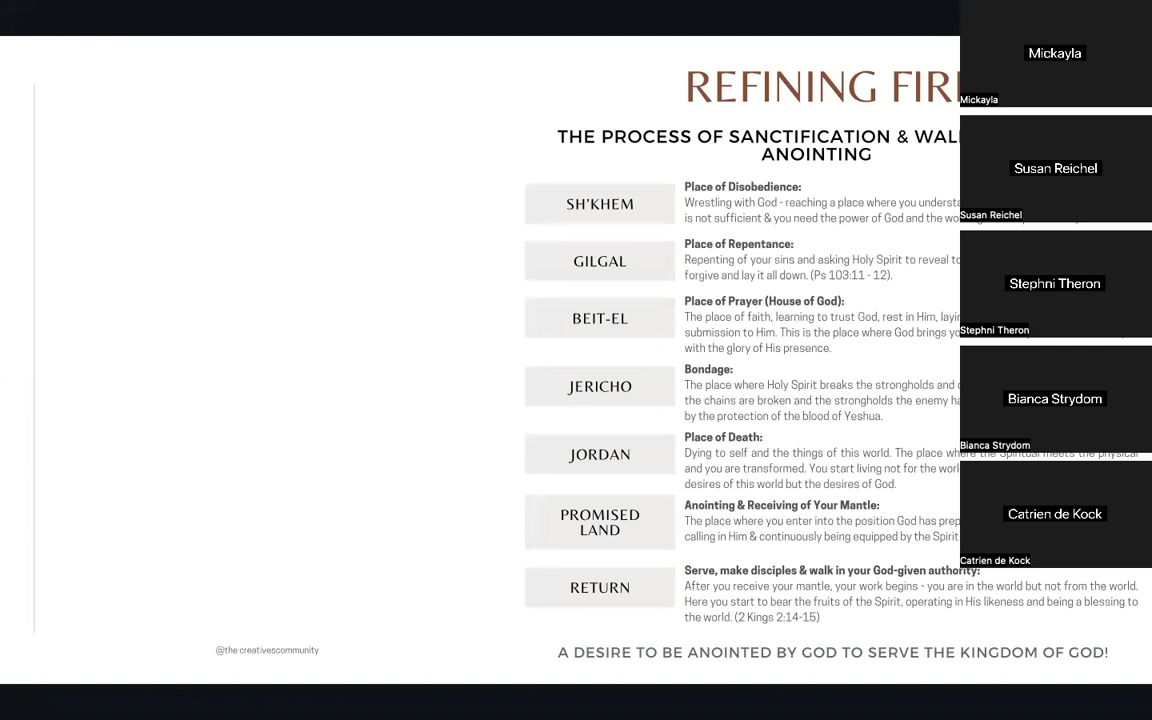 REFINING FIR
THE PROCESS OF SANCTIFICATION & WAL
ANOINTING
SH'KHEM
Place of Disobedience:
Wrestling with God - reaching a place where you understa
is not sufficient & you need the power of God and the wo
GILGAL
Place of Repentance:
Repenting of your sins and asking Holy Spirit to reveal to
forgive and lay it all down. (Ps 103:11 - 12).
BEIT-EL
Place of Prayer (House of God):
The place of faith, learning to trust God, rest in Him, layin
submission to Him. This is the place where God brings yo
with the glory of His presence.
JERICHO
Bondage:
The place where Holy Spirit breaks the strongholds and
the chains are broken and the strongholds the enemy ha
by the protection of the blood of Yeshua.
JORDAN
Place of Death:
Dying to self and the things of this world. The place where the Spiritual meets the physical
and you are transformed. You start living not for the worl
desires of this world but the desires of God.
PROMISED
LAND
Anointing & Receiving of Your Mantle:
The place where you enter into the position God has prep
calling in Him & continuously being equipped by the Spirit
RETURN
Serve, make disciples & walk in your God-given authority:
After you receive your mantle, your work begins - you are in the world but not from the world.
Here you start to bear the fruits of the Spirit, operating in His likeness and being a blessing to
the world. (2 Kings 2:14-15)
@the creativescommunity
A DESIRE TO BE ANOINTED BY GOD TO SERVE THE KINGDOM OF GOD!
Mickayla
Mickayla
Susan Reichel
Susan Reichel
Stephni Theron
Stephni Theron
Bianca Strydom
Bianca Strydom
Catrien de Kock
Catrien de Kock